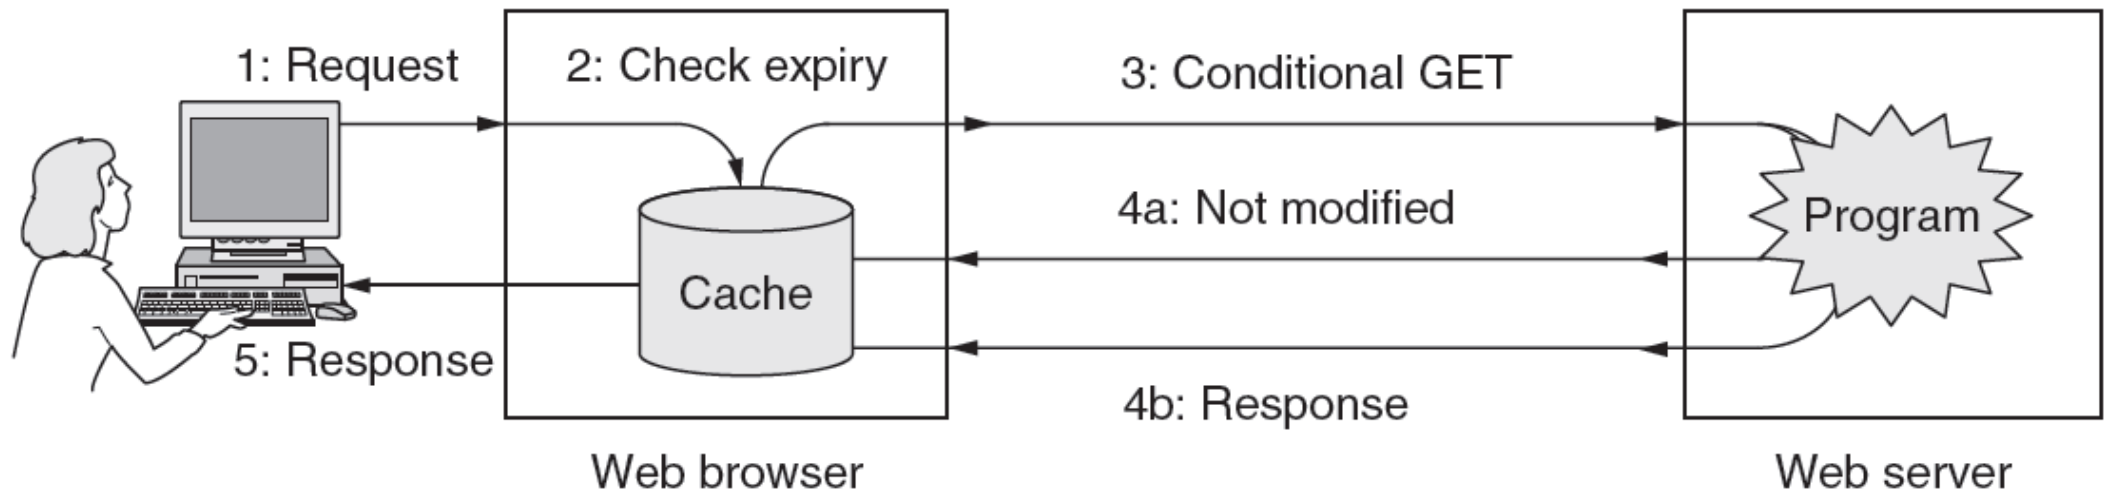 1: Request
2: Check expiry
3: Conditional GET
4a: Not modified
Program
Cache
5: Response
4b: Response
Web browser
Web server